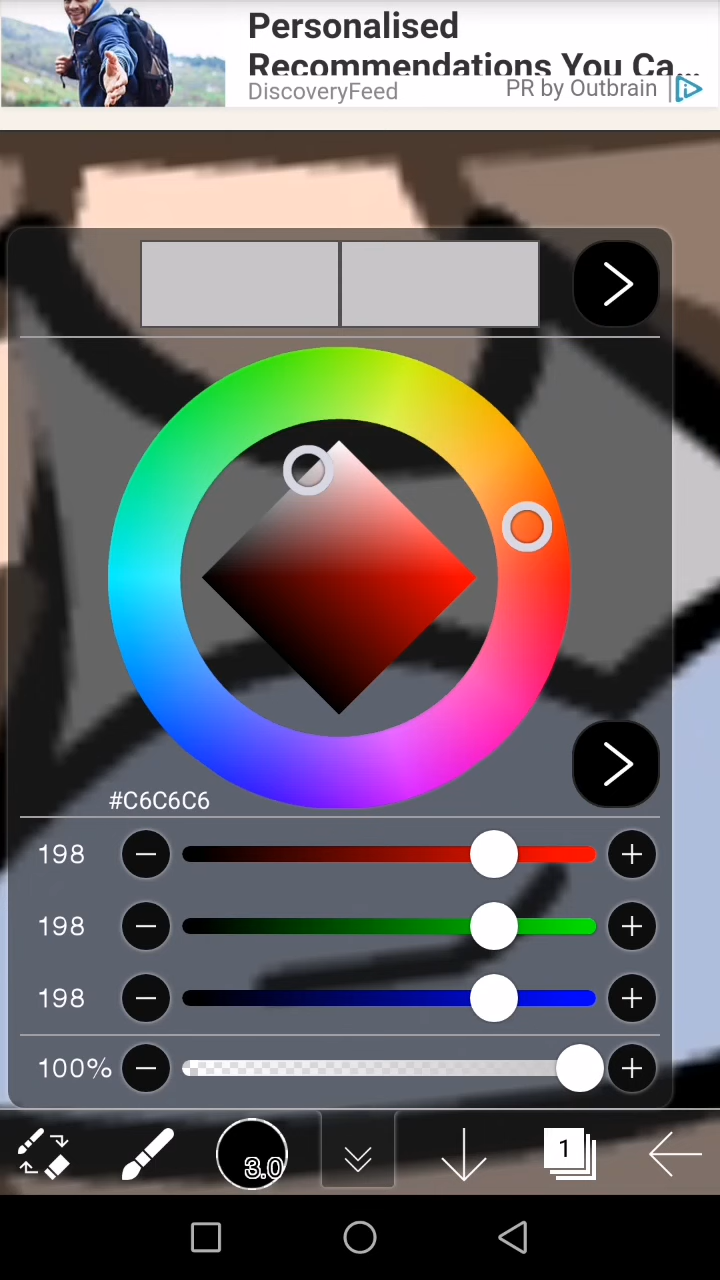 Personalised
Recommendations You Ca...
DiscoveryFeed
PR by Outbrain
#C6C6C6
198
198
198
100%
3.0
1